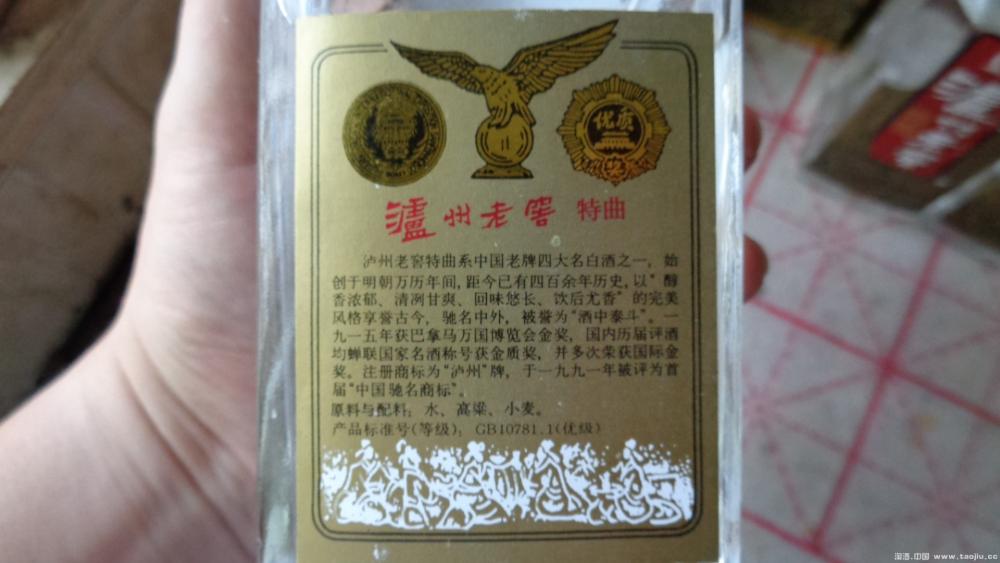 优质
泸州老窖 特曲
泸州老窖特曲系中国老牌四大名白酒之一，始
创于明朝万历年间，距今已有四百余年历史，以“醇
香浓郁、清冽甘爽、回味悠长、饮后尤香”的完美
风格享誉古今，驰名中外，被誉为“酒中泰斗”。一
九一五年获巴拿马万国博览会金奖，国内历届评酒
均蝉联国家名酒称号获金质奖，并多次荣获国际金
奖。注册商标为“泸州”牌，于一九九一年被评为首
届“中国驰名商标”。
原料与配料：水、高粱、小麦。
产品标准号(等级)：GB10781.1(优级)
淘酒.中国 www.taojiu.cc